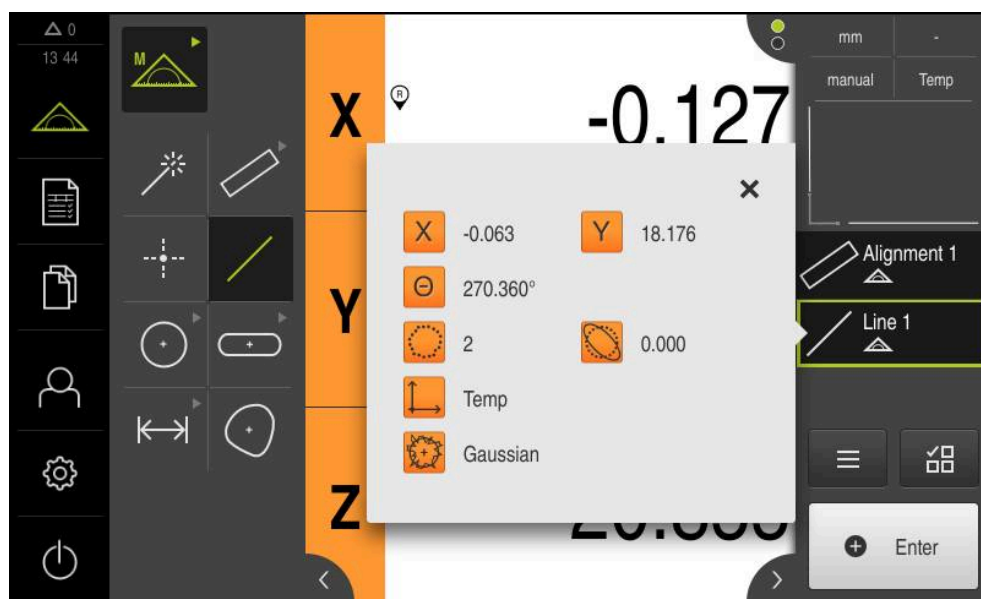 0
13 44
M
X
R
-0.127
mm
-
manual
Temp
X -0.063
Y 18.176
Θ 270.360°
2
0.000
Temp
Gaussian
Y
Z
Alignment 1
Line 1
Enter